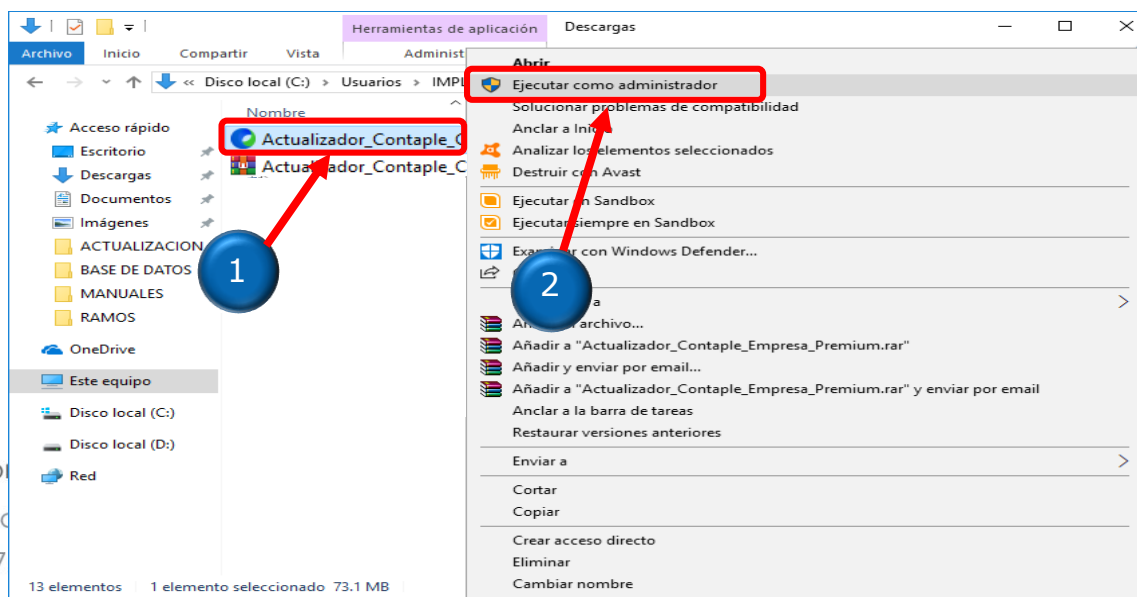 Herramientas de aplicación
Descargas
Archivo
Inicio
Compartir
Vista
Administ
« Disco local (C:) › Usuarios › IMPL
Nombre
Acceso rápido
Escritorio
Descargas
Documentos
Imágenes
ACTUALIZACION
BASE DE DATOS
MANUALES
RAMOS
OneDrive
Este equipo
Disco local (C:)
Disco local (D:)
Red
Actualizador_Contaple_
Actualizador_Contaple_C
1
2
Abrir
Ejecutar como administrador
Solucionar problemas de compatibilidad
Anclar a Inicio
Analizar los elementos seleccionados
Destruir con Avast
Ejecutar en Sandbox
Ejecutar siempre en Sandbox
Examinar con Windows Defender...
a
archivo...
Añadir a "Actualizador_Contaple_Empresa_Premium.rar"
Añadir y enviar por email...
Añadir a "Actualizador_Contaple_Empresa_Premium.rar" y enviar por email
Anclar a la barra de tareas
Restaurar versiones anteriores
Enviar a
Cortar
Copiar
Crear acceso directo
Eliminar
Cambiar nombre
13 elementos
1 elemento seleccionado 73.1 MB